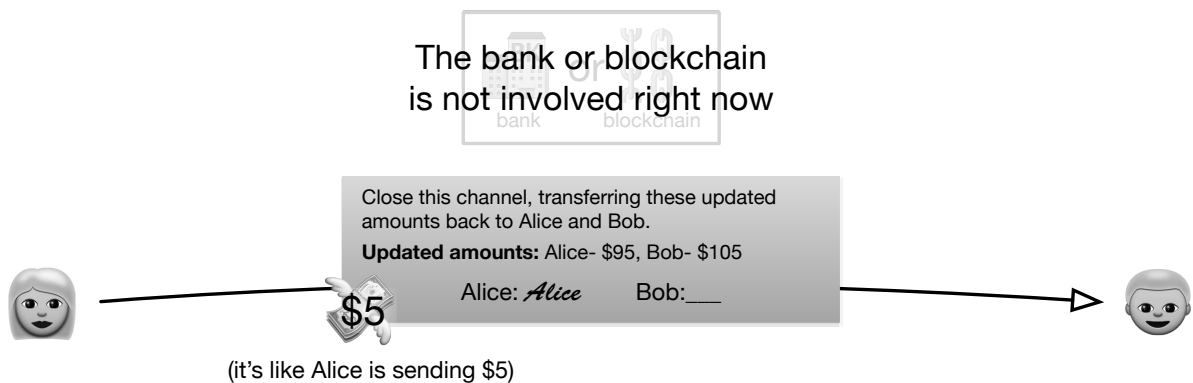 The bank or blockchain
is not involved right now
BK
or
bank
blockchain
Close this channel, transferring these updated
amounts back to Alice and Bob.
Updated amounts: Alice- $95, Bob- $105
Alice: Alice Bob:___
$5
(it's like Alice is sending $5)